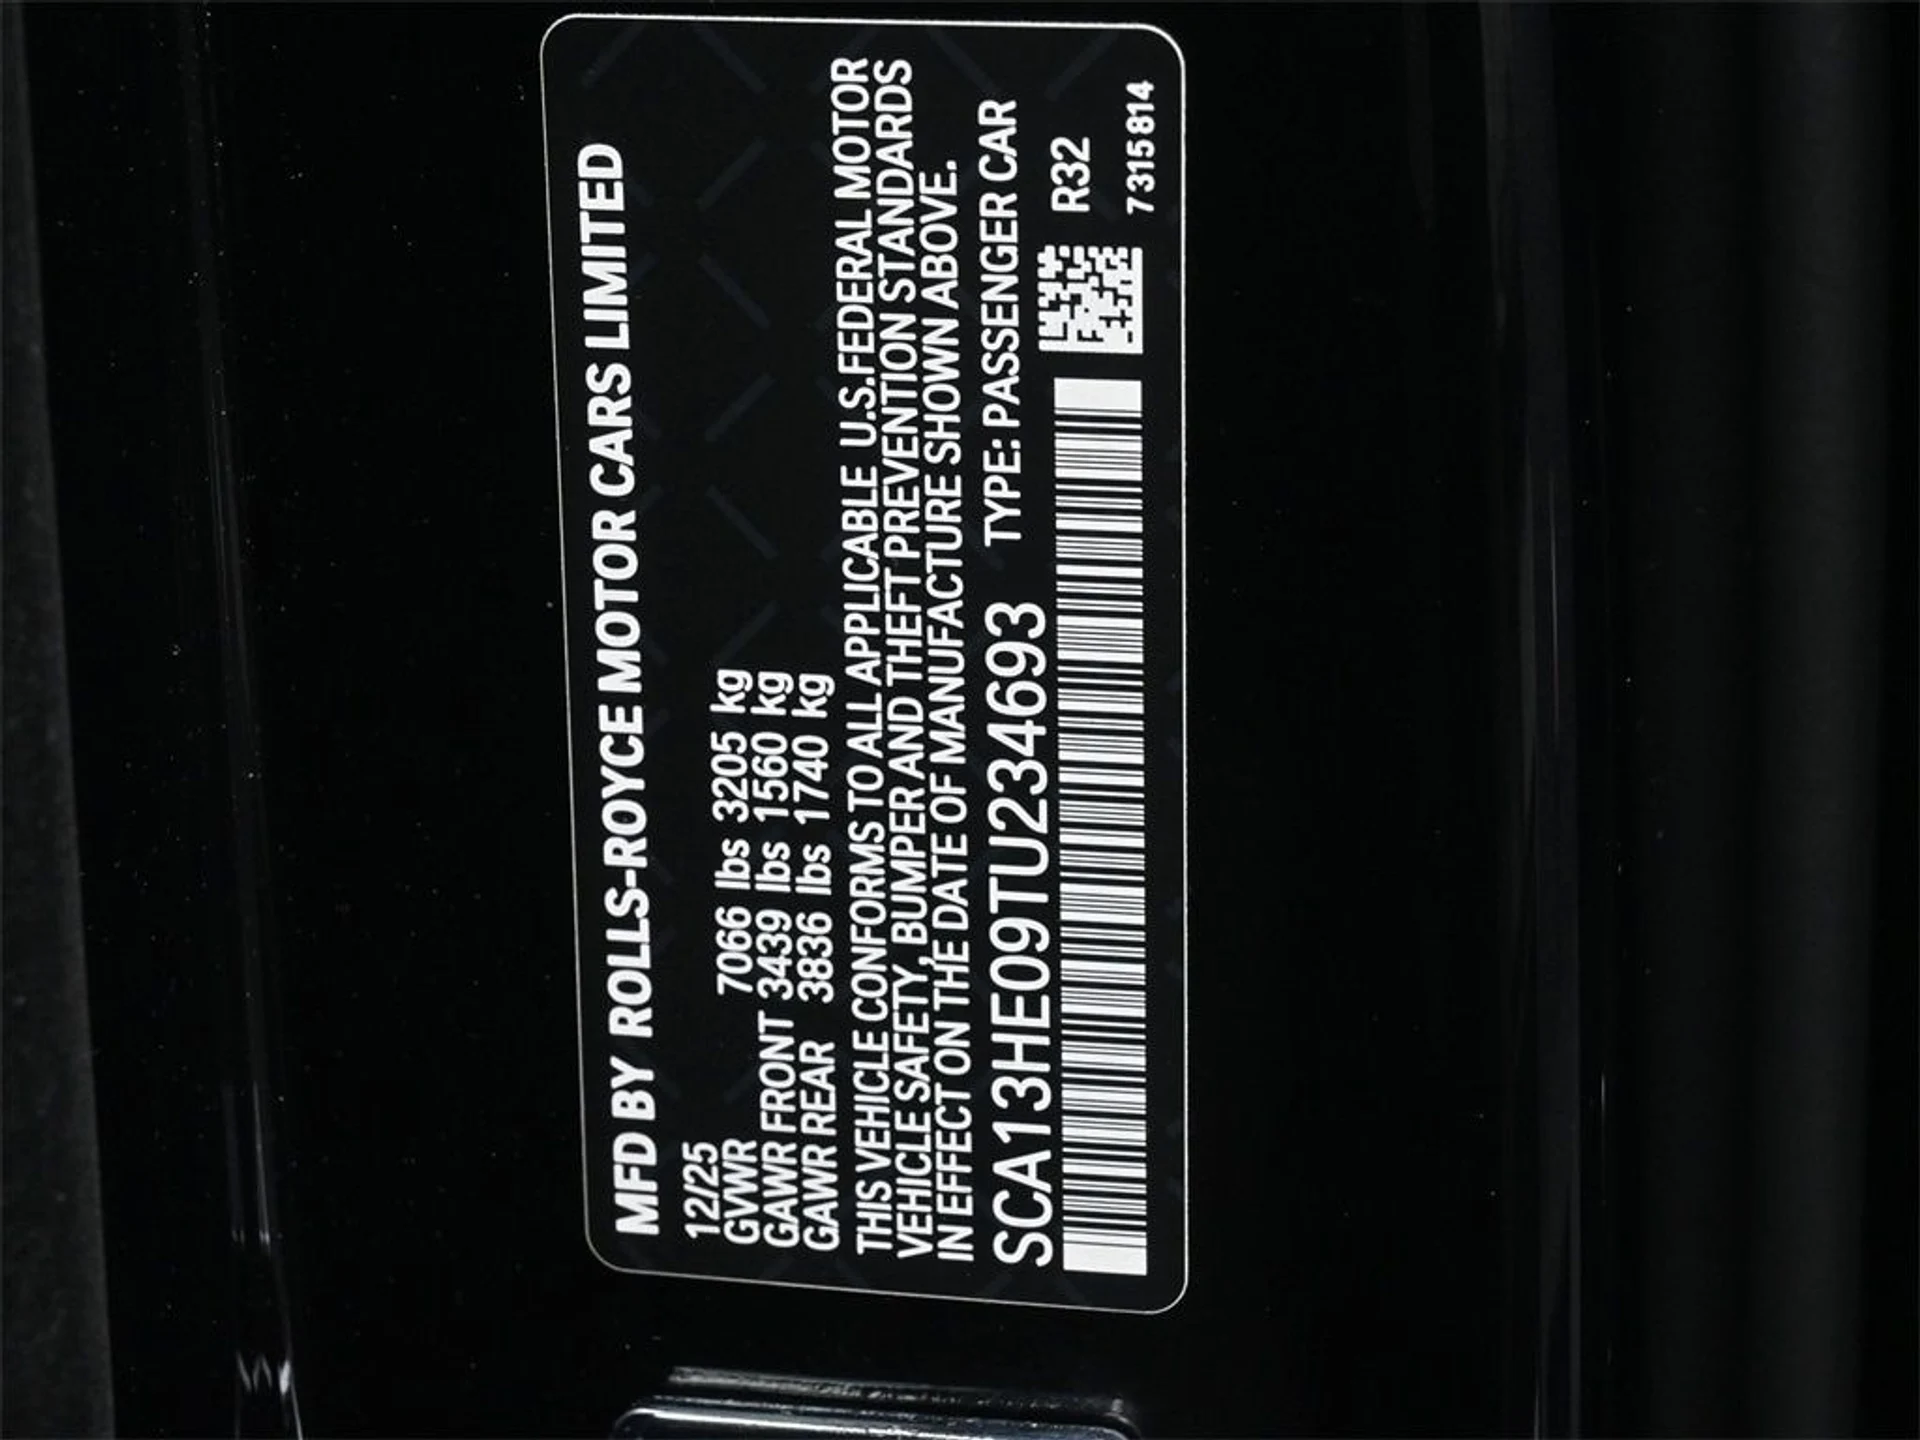 MFD BY ROLLS-ROYCE MOTOR CARS LIMITED
12/25
GVWR 7066 lbs 3205 kg
GAWR FRONT 3439 lbs 1560 kg
GAWR REAR 3836 lbs 1740 kg
THIS VEHICLE CONFORMS TO ALL APPLICABLE U.S.FEDERAL MOTOR
VEHICLE SAFETY, BUMPER AND THEFT PREVENTION STANDARDS
IN EFFECT ON THE DATE OF MANUFACTURE SHOWN ABOVE.
SCA13HE09TU234693 TYPE: PASSENGER CAR
R32
7315814